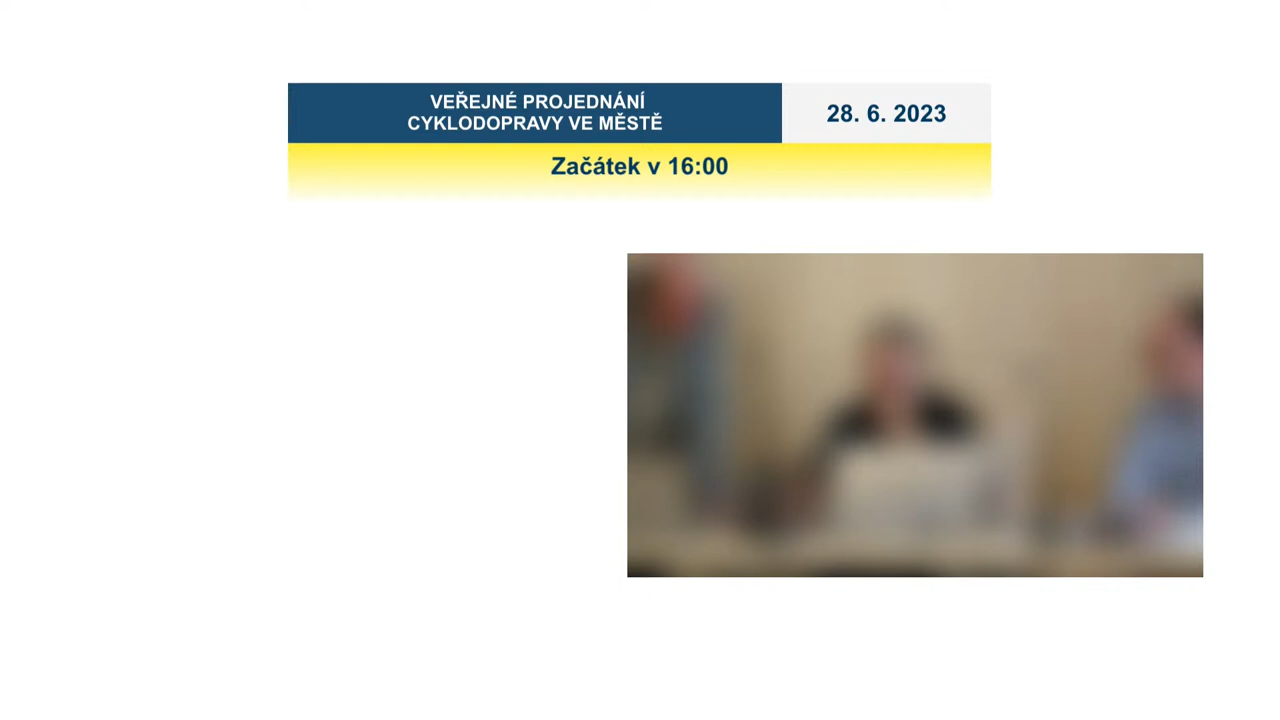 VEŘEJNÉ PROJEDNÁNÍ
CYKLODOPRAVY VE MĚSTĚ
28. 6. 2023
Začátek v 16:00